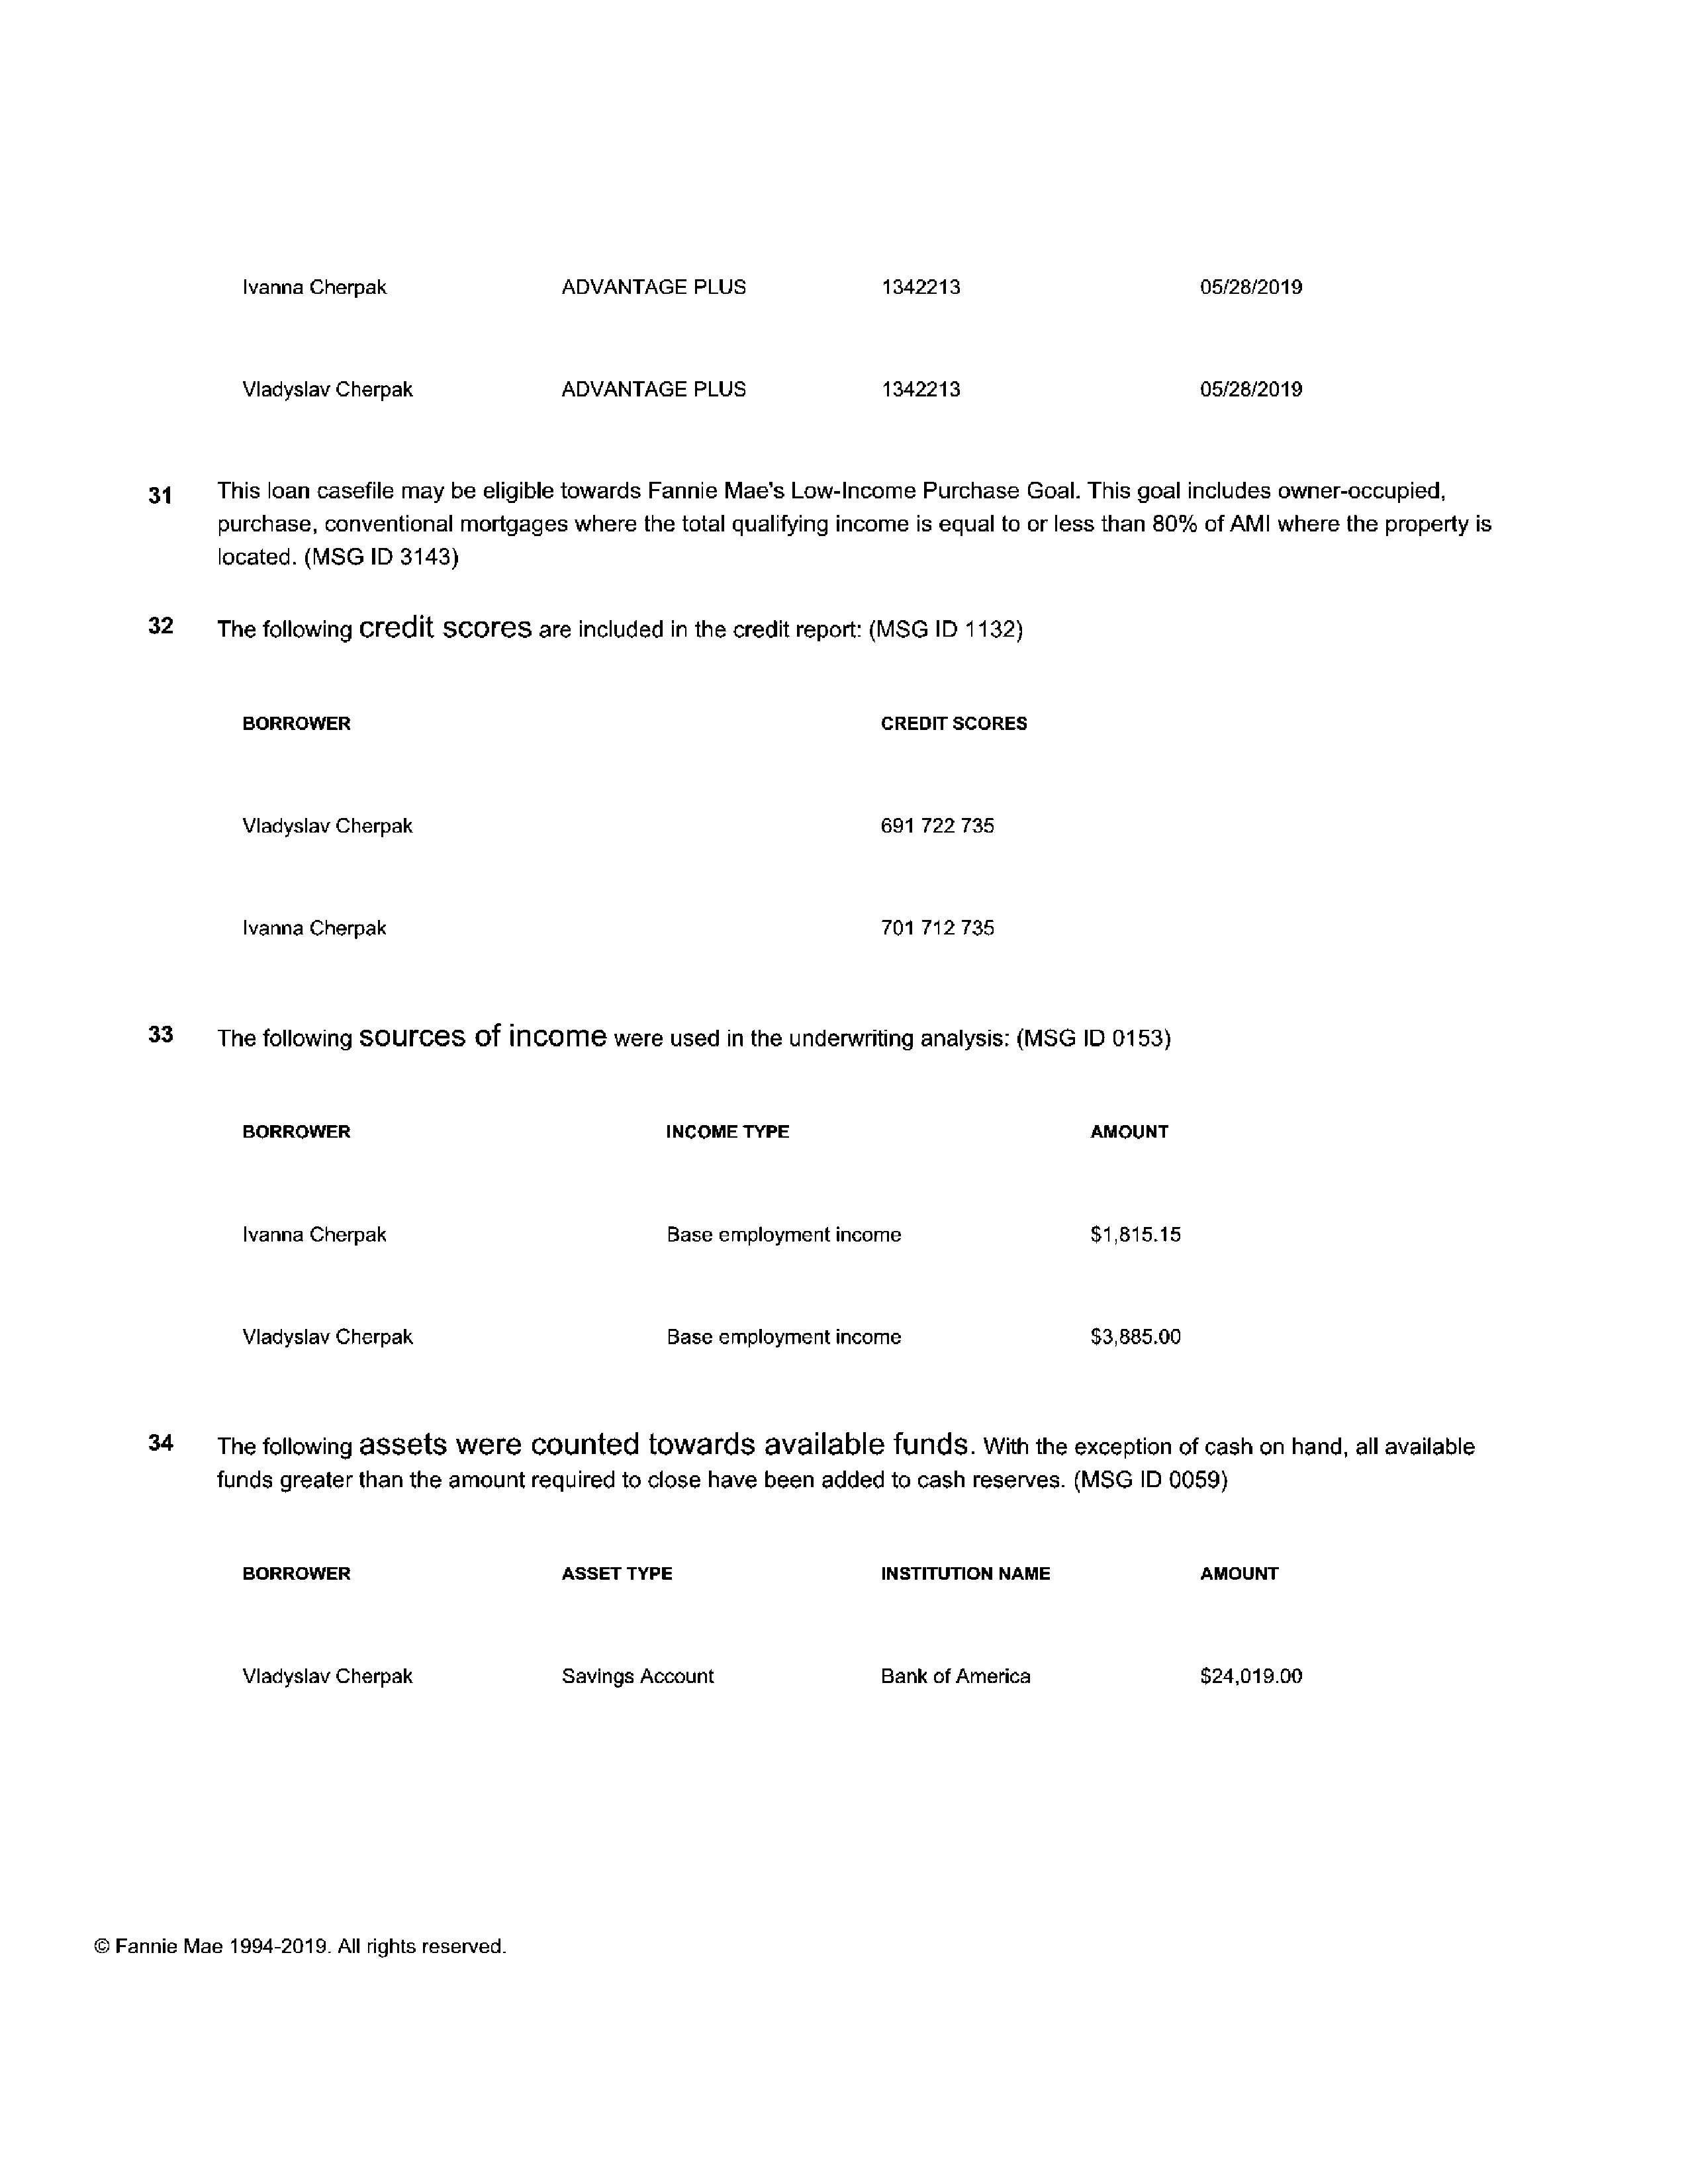 Ivanna Cherpak ADVANTAGE PLUS 1342213 05/28/2019
Vladyslav Cherpak ADVANTAGE PLUS 1342213 05/28/2019
31 This loan casefile may be eligible towards Fannie Mae's Low-Income Purchase Goal. This goal includes owner-occupied,
purchase, conventional mortgages where the total qualifying income is equal to or less than 80% of AMI where the property is
located. (MSG ID 3143)
32 The following credit scores are included in the credit report: (MSG ID 1132)
BORROWER CREDIT SCORES
Vladyslav Cherpak 691 722 735
Ivanna Cherpak 701 712 735
33 The following sources of income were used in the underwriting analysis: (MSG ID 0153)
BORROWER INCOME TYPE AMOUNT
Ivanna Cherpak Base employment income $1,815.15
Vladyslav Cherpak Base employment income $3,885.00
34 The following assets were counted towards available funds. With the exception of cash on hand, all available
funds greater than the amount required to close have been added to cash reserves. (MSG ID 0059)
BORROWER ASSET TYPE INSTITUTION NAME AMOUNT
Vladyslav Cherpak Savings Account Bank of America $24,019.00
© Fannie Mae 1994-2019. All rights reserved.